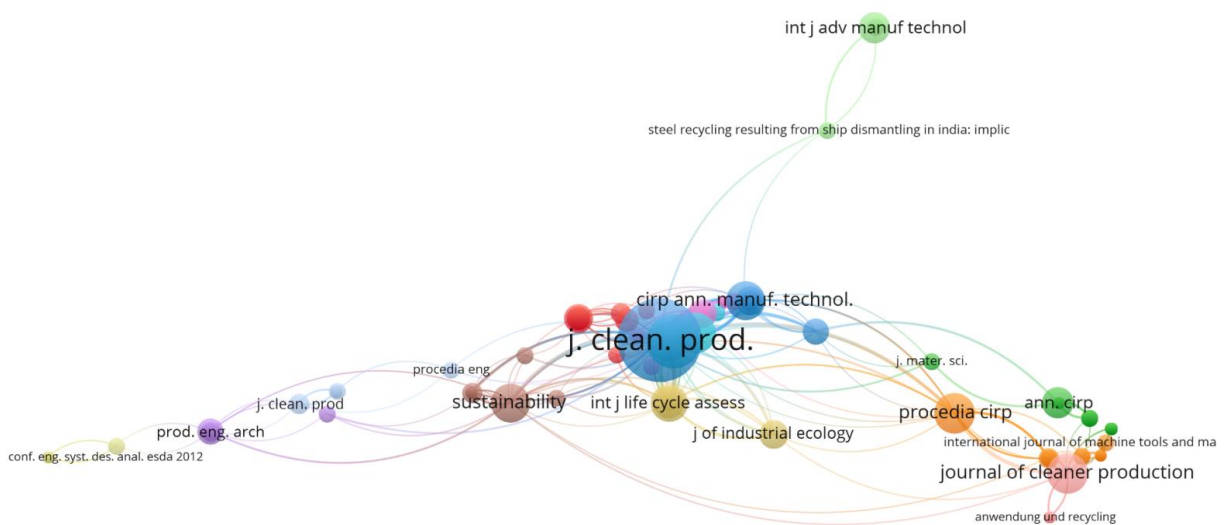 int j adv manuf technol
steel recycling resulting from ship dismantling in india: implic
cirp ann. manuf. technol.
j. clean. prod.
j. mater. sci.
procedia eng
sustainability
int j life cycle assess
j. clean. prod
procedia cirp
ann. cirp
prod. eng. arch
j of industrial ecology
international journal of machine tools and ma
conf. eng. syst. des. anal. esda 2012
journal of cleaner production
anwendung und recycling